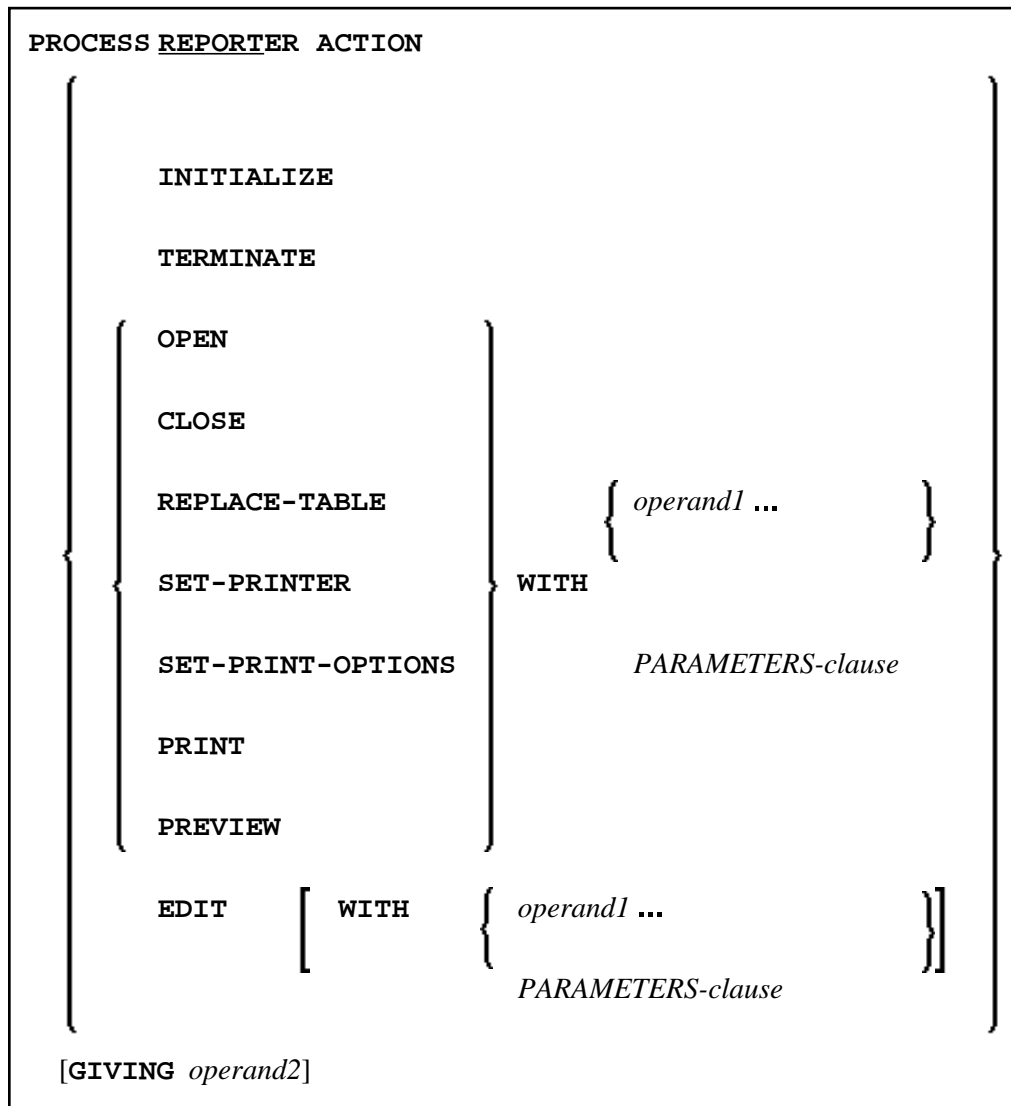 PROCESS REPORTER ACTION
INITIALIZE
TERMINATE
OPEN
CLOSE
REPLACE-TABLE
operand1 ...
SET-PRINTER
WITH
SET-PRINT-OPTIONS
PARAMETERS-clause
PRINT
PREVIEW
EDIT [ WITH { operand1 ... }]
PARAMETERS-clause
[GIVING operand2]